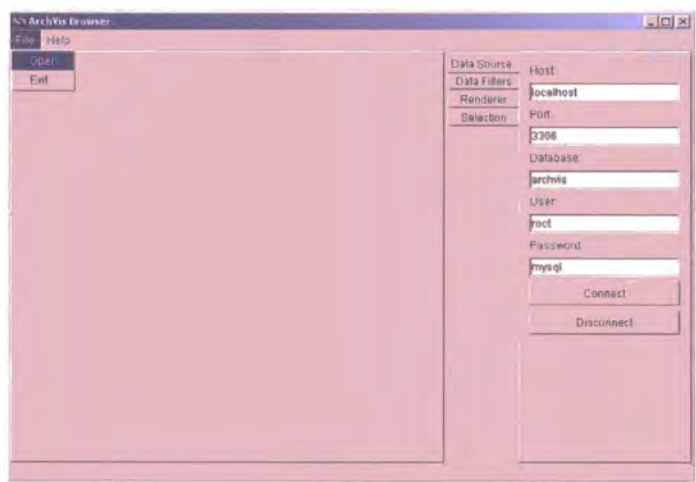 ArchVis Browser
File Help
Open
Exit
Data Source
Data Filters
Renderer
Selection
Host
localhost
Port:
3306
Database:
archvis
User
root
Password
mysql
Connect
Disconnect